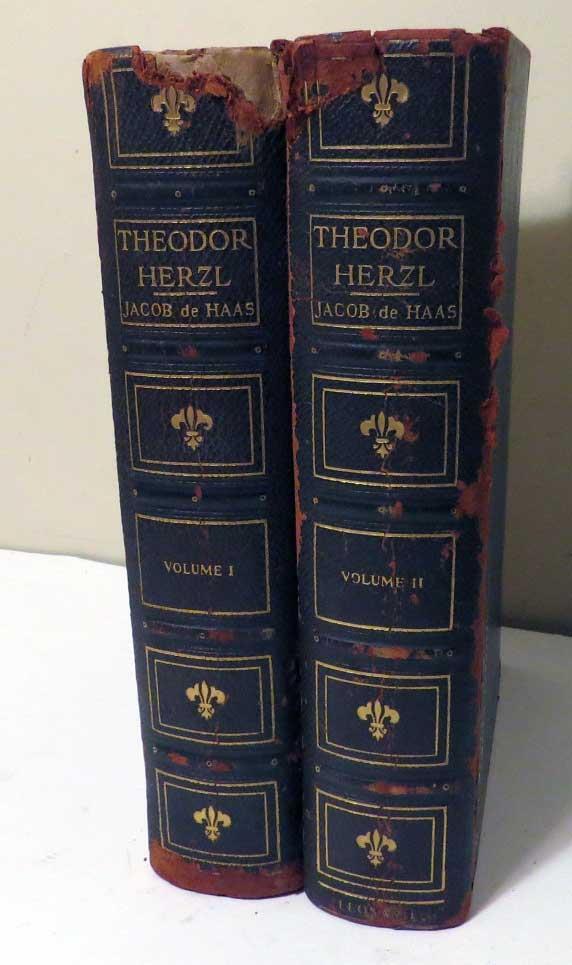 THEODOR
HERZL
JACOB de HAAS
VOLUME I
THEODOR
HERZL
JACOB de HAAS
VOLUME II